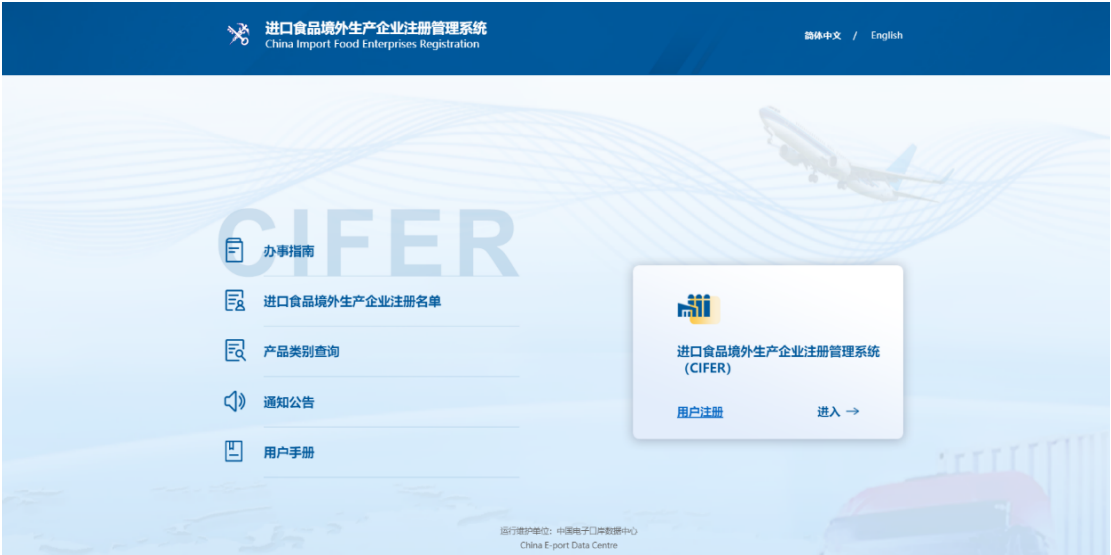 进口食品境外生产企业注册管理系统
China Import Food Enterprises Registration
简体中文 / English
CIFER
办事指南
进口食品境外生产企业注册名单
产品类别查询
通知公告
用户手册
进口食品境外生产企业注册管理系统
（CIFER）
用户注册 进入 →
运行维护单位：中国电子口岸数据中心
China E-port Data Centre